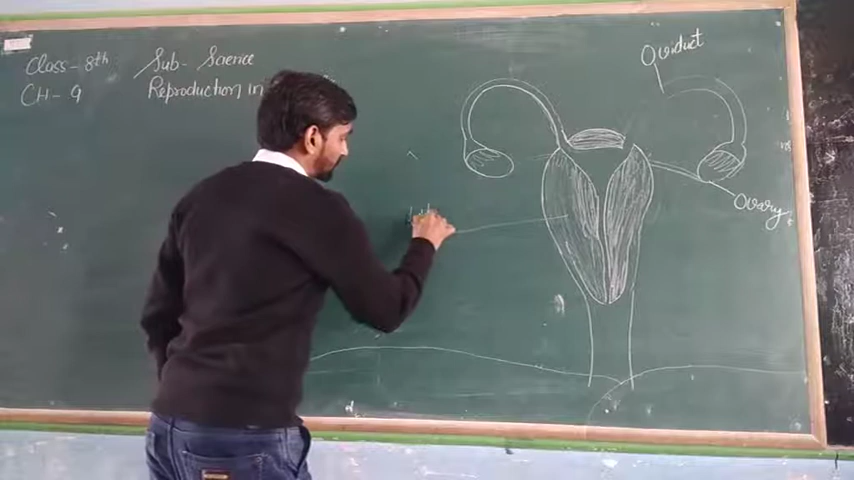 Class - 8th Sub - Science
CH - 9 Reproduction in
Oviduct
Ovary